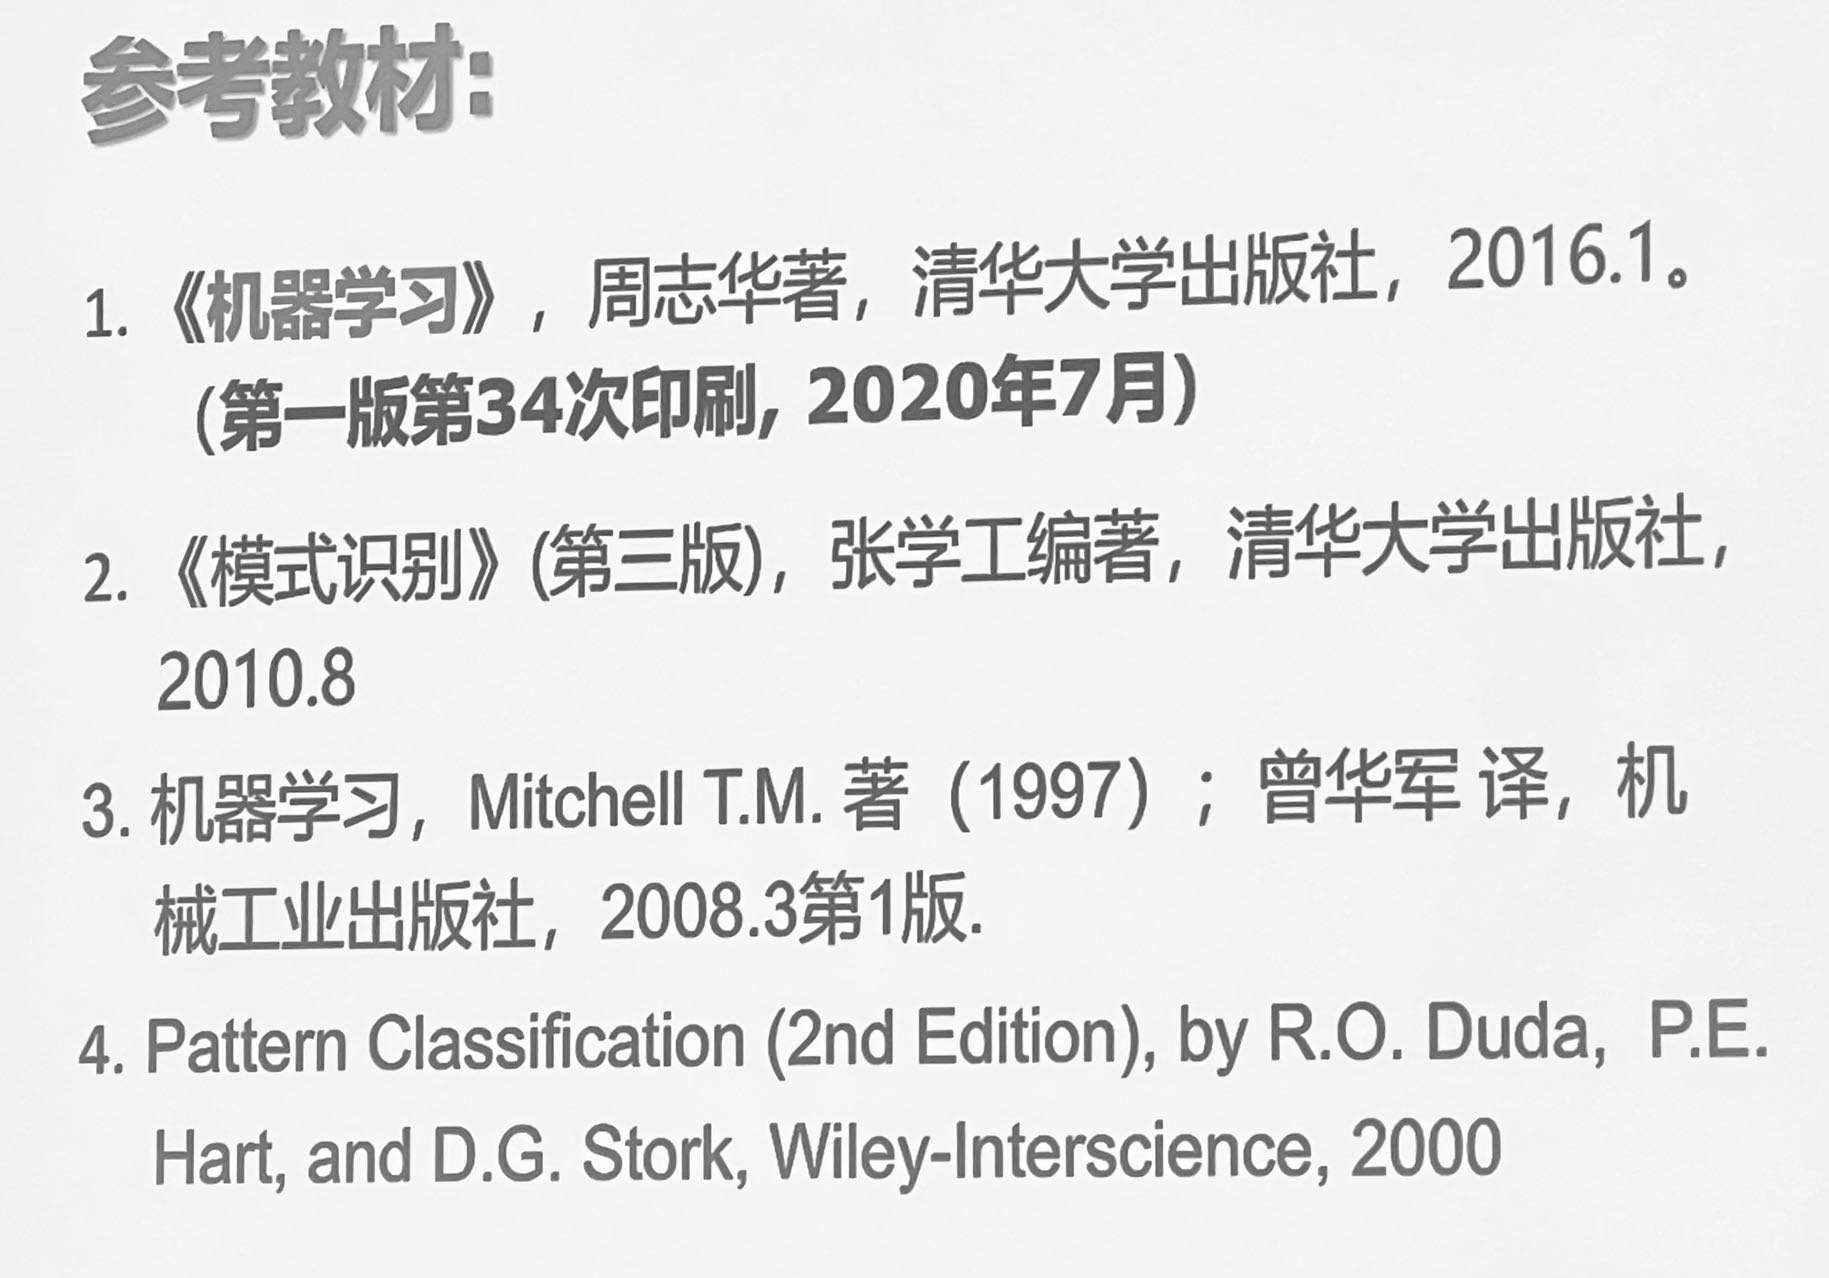 参考教材:
1. 《机器学习》，周志华著，清华大学出版社，2016.1。
(第一版第34次印刷, 2020年7月)
2. 《模式识别》(第三版)，张学工编著，清华大学出版社，
2010.8
3. 机器学习，Mitchell T.M. 著（1997）；曾华军 译，机
械工业出版社，2008.3第1版.
4. Pattern Classification (2nd Edition), by R.O. Duda, P.E.
Hart, and D.G. Stork, Wiley-Interscience, 2000